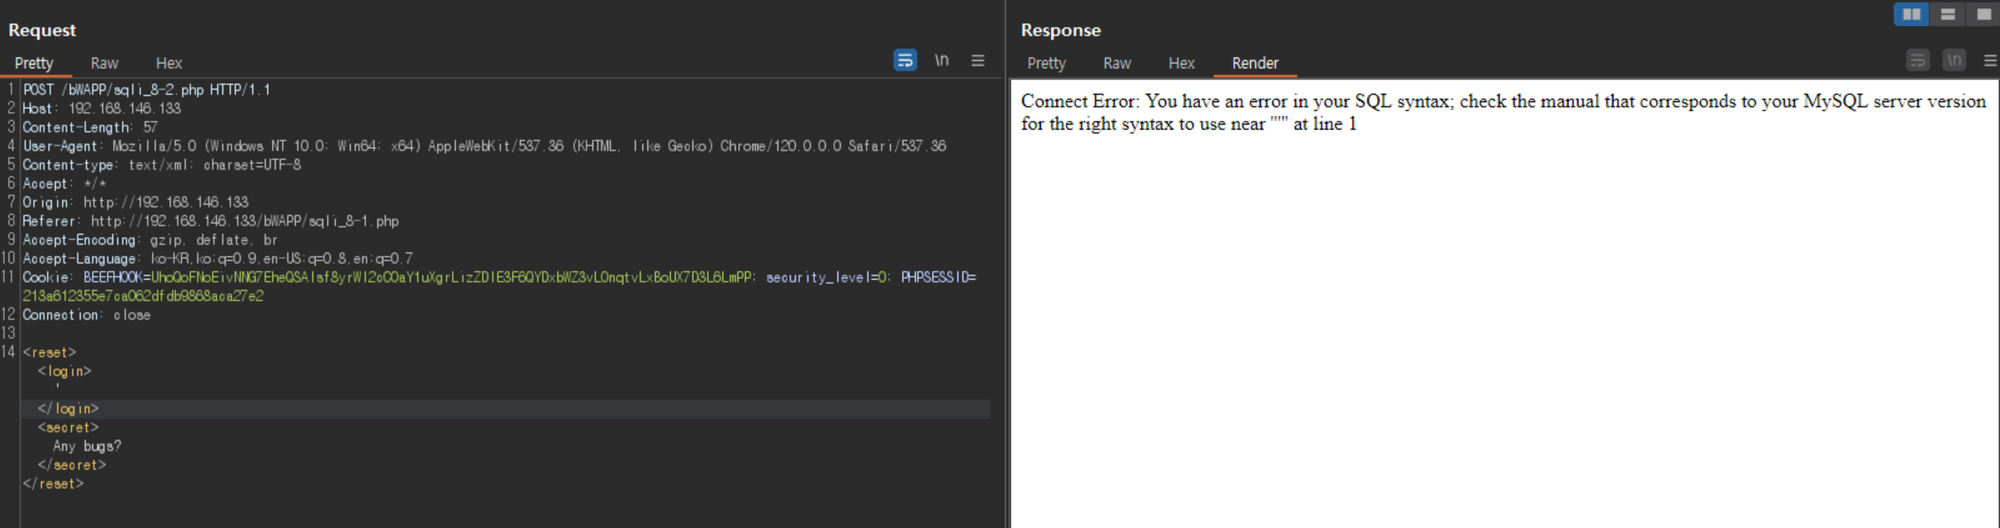 Request
Pretty Raw Hex
\n
1 POST /bWAPP/sqli_8-2.php HTTP/1.1
2 Host: 192.168.146.133
3 Content-Length: 57
4 User-Agent: Mozilla/5.0 (Windows NT 10.0; Win64; x64) AppleWebKit/537.36 (KHTML, like Gecko) Chrome/120.0.0.0 Safari/537.36
5 Content-type: text/xml; charset=UTF-8
6 Accept: */*
7 Origin: http://192.168.146.133
8 Referer: http://192.168.146.133/bWAPP/sqli_8-1.php
9 Accept-Encoding: gzip, deflate, br
10 Accept-Language: ko-KR,ko;q=0.9,en-US;q=0.8,en;q=0.7
11 Cookie: security_level=0; PHPSESSID=
213a612355e7ca062dfdb9868aca27e2
12 Connection: close
13
14 <reset>
<login>
'
</login>
<secret>
Any bugs?
</secret>
</reset>
Response
Pretty Raw Hex Render
\n
Connect Error: You have an error in your SQL syntax; check the manual that corresponds to your MySQL server version
for the right syntax to use near ''''' at line 1